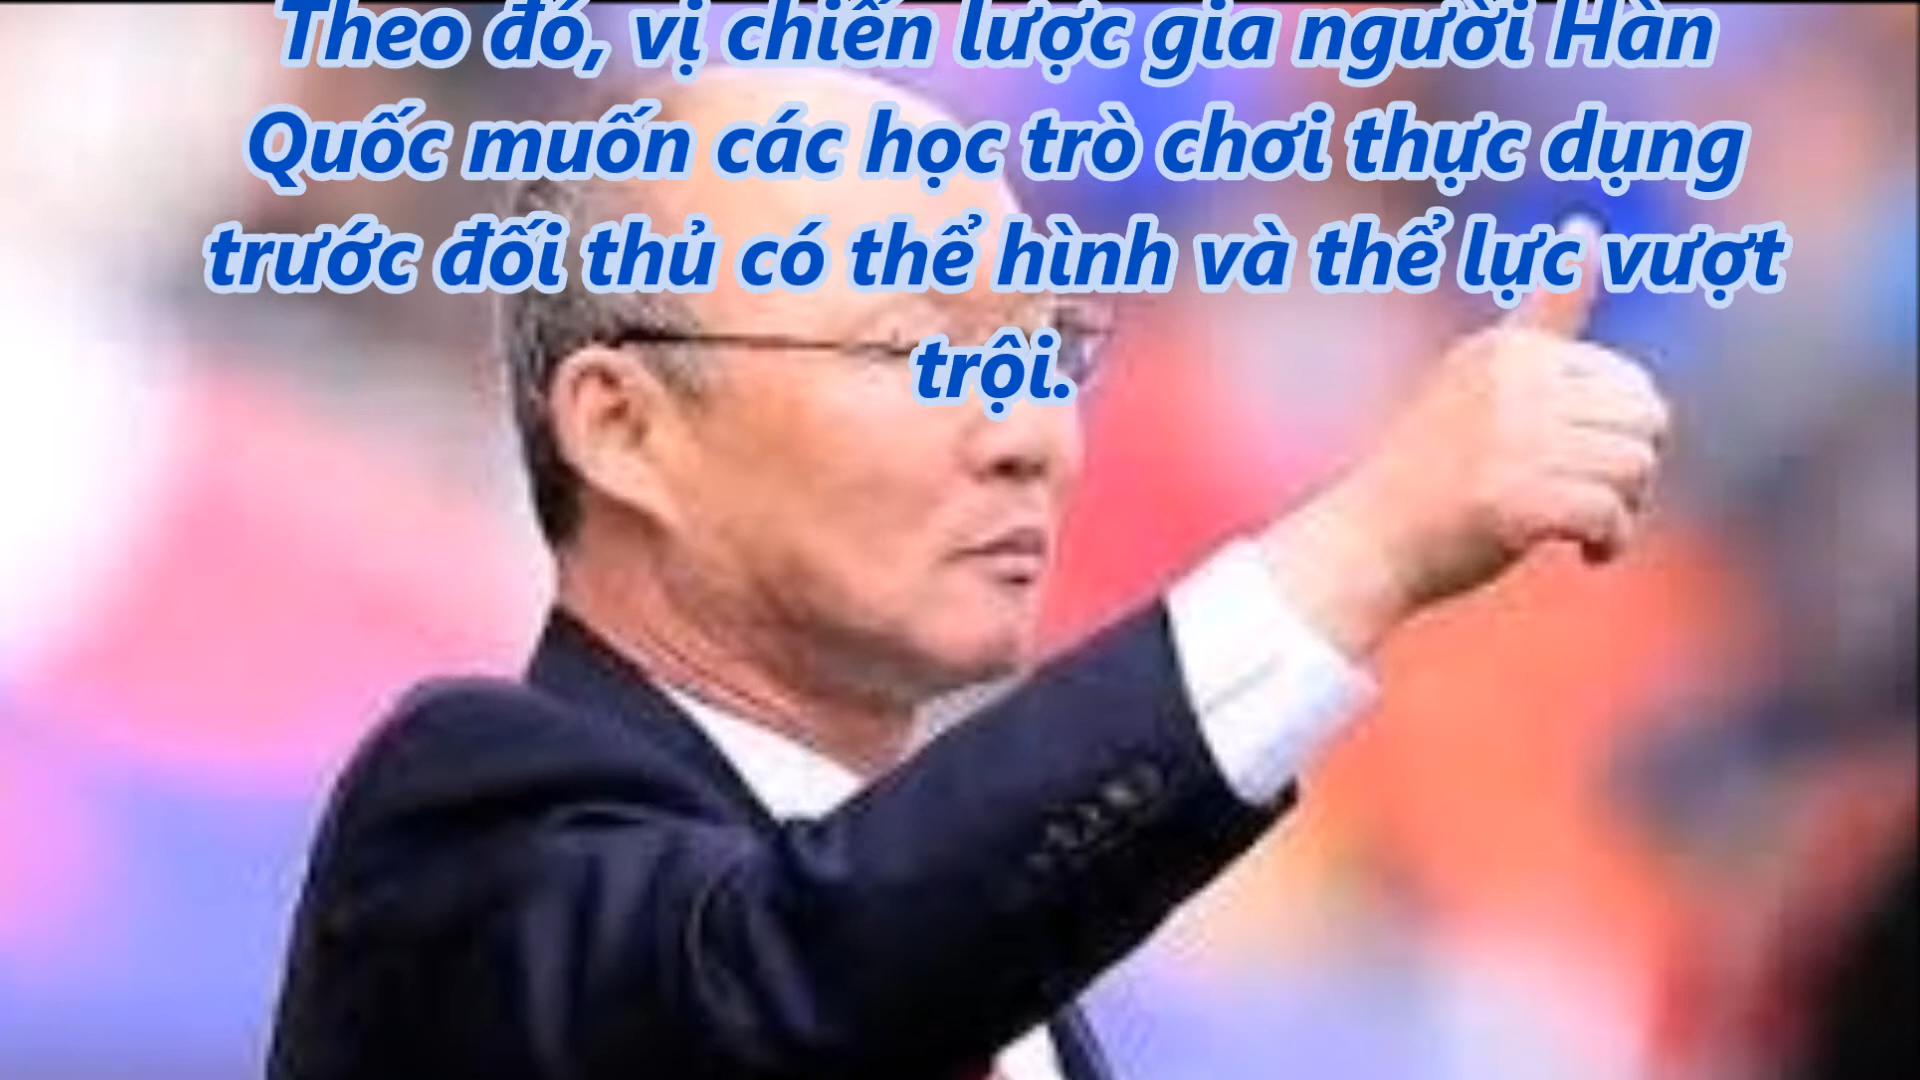 Theo đó, vị chiến lược gia người Hàn
Quốc muốn các học trò chơi thực dụng
trước đối thủ có thể hình và thể lực vượt
trội.